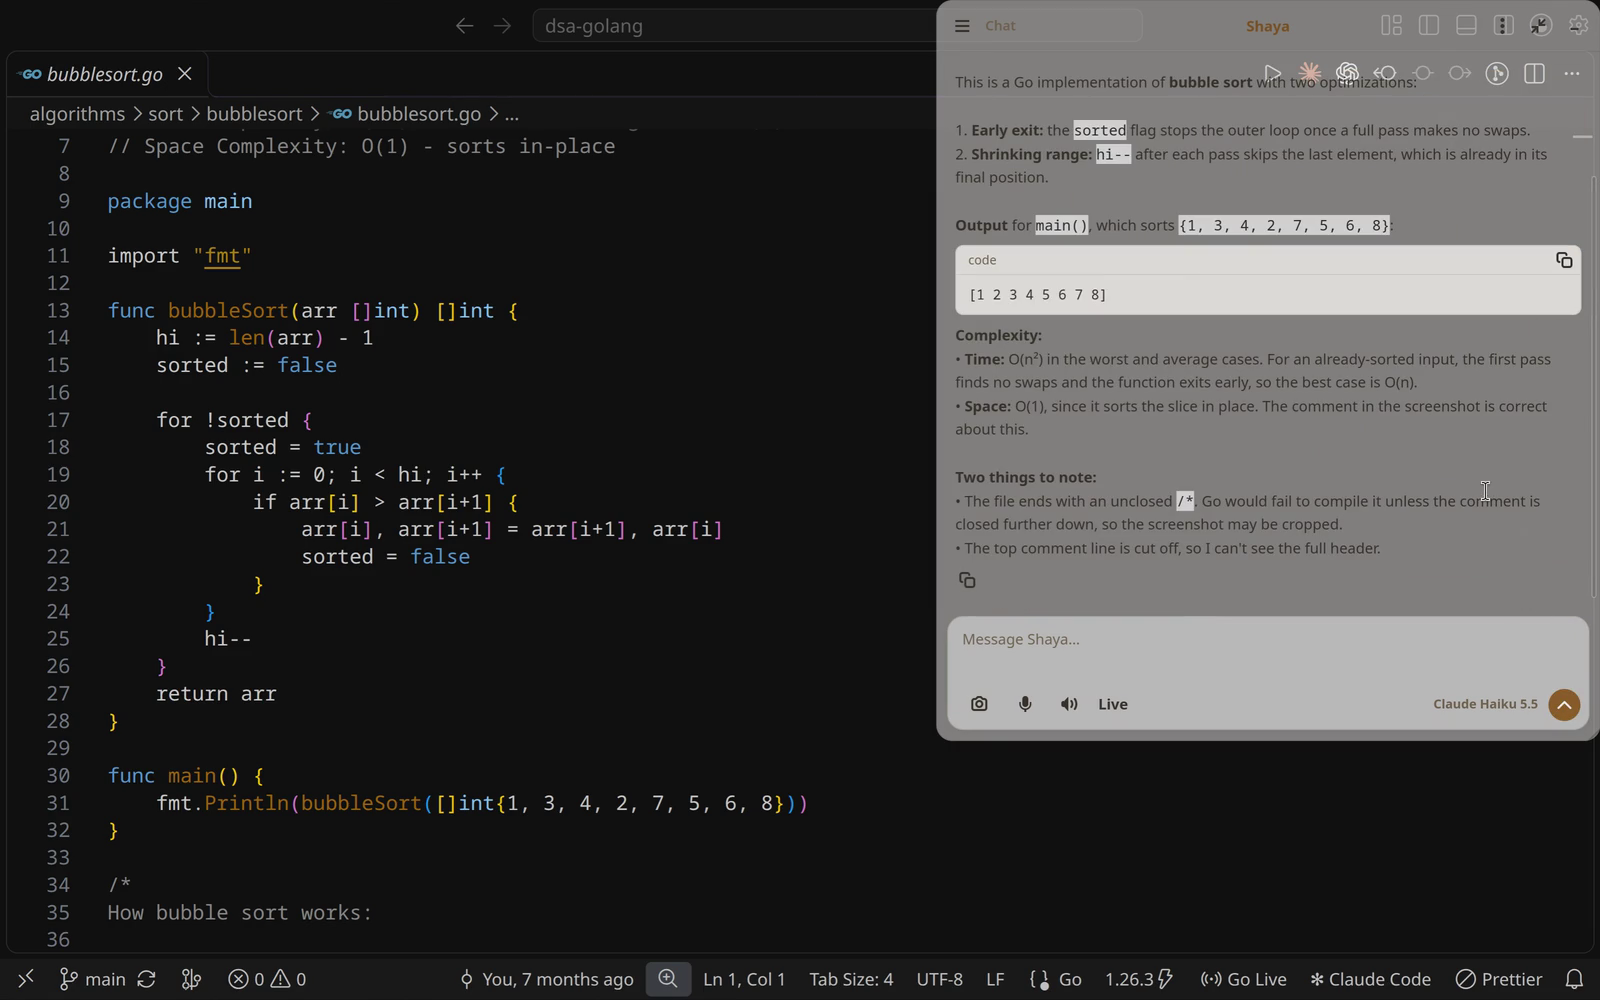 dsa-golang
bubblesort.go
algorithms > sort > bubblesort > bubblesort.go > ...
7 // Space Complexity: O(1) - sorts in-place
8
9 package main
10
11 import "fmt"
12
13 func bubbleSort(arr []int) []int {
14 hi := len(arr) - 1
15 sorted := false
16
17 for !sorted {
18 sorted = true
19 for i := 0; i < hi; i++ {
20 if arr[i] > arr[i+1] {
21 arr[i], arr[i+1] = arr[i+1], arr[i]
22 sorted = false
23 }
24 }
25 hi--
26 }
27 return arr
28 }
29
30 func main() {
31 fmt.Println(bubbleSort([]int{1, 3, 4, 2, 7, 5, 6, 8}))
32 }
33
34 /*
35 How bubble sort works:
36
Chat
Shaya
This is a Go implementation of bubble sort with two optimizations:
1. Early exit: the sorted flag stops the outer loop once a full pass makes no swaps.
2. Shrinking range: hi-- after each pass skips the last element, which is already in its
final position.
Output for main(), which sorts {1, 3, 4, 2, 7, 5, 6, 8}:
code
[1 2 3 4 5 6 7 8]
Complexity:
• Time: O(n²) in the worst and average cases. For an already-sorted input, the first pass
finds no swaps and the function exits early, so the best case is O(n).
• Space: O(1), since it sorts the slice in place. The comment in the screenshot is correct
about this.
Two things to note:
• The file ends with an unclosed /*. Go would fail to compile it unless the comment is
closed further down, so the screenshot may be cropped.
• The top comment line is cut off, so I can't see the full header.
Message Shaya...
Live
Claude Haiku 5.5
main
0 0
You, 7 months ago
Ln 1, Col 1
Tab Size: 4
UTF-8
LF
Go
1.26.3
Go Live
Claude Code
Prettier